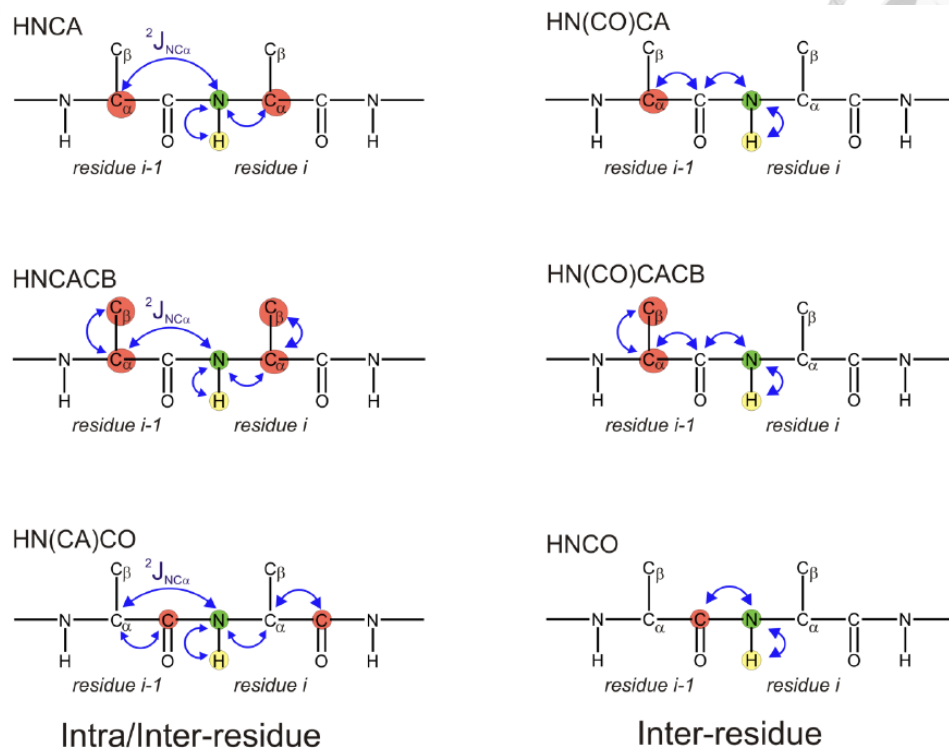 HNCA
HN(CO)CA
Cβ ²JNCα Cβ
Cβ Cβ
N Cα C N Cα C N
N Cα C N Cα C N
H O H O H
H O H O H
residue i-1 residue i
residue i-1 residue i
HNCACB
HN(CO)CACB
Cβ ²JNCα Cβ
Cβ Cβ
N Cα C N Cα C N
N Cα C N Cα C N
H O H O H
H O H O H
residue i-1 residue i
residue i-1 residue i
HN(CA)CO
HNCO
Cβ ²JNCα Cβ
Cβ Cβ
N Cα C N Cα C N
N Cα C N Cα C N
H O H O H
H O H O H
residue i-1 residue i
residue i-1 residue i
Intra/Inter-residue
Inter-residue